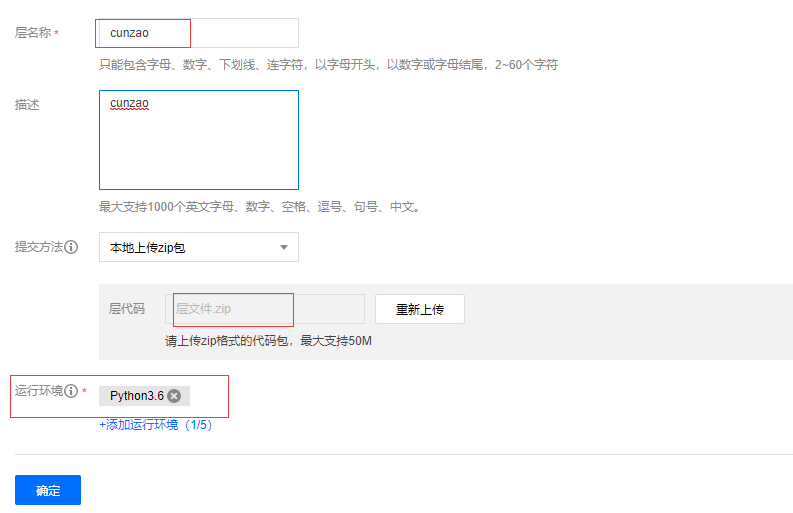 层名称 * cunzao
只能包含字母、数字、下划线、连字符，以字母开头，以数字或字母结尾，2~60个字符
描述 cunzao
最大支持1000个英文字母、数字、空格、逗号、句号、中文。
提交方法 本地上传zip包
层代码 层文件.zip 重新上传
请上传zip格式的代码包，最大支持50M
运行环境 * Python3.6
+添加运行环境（1/5）
确定